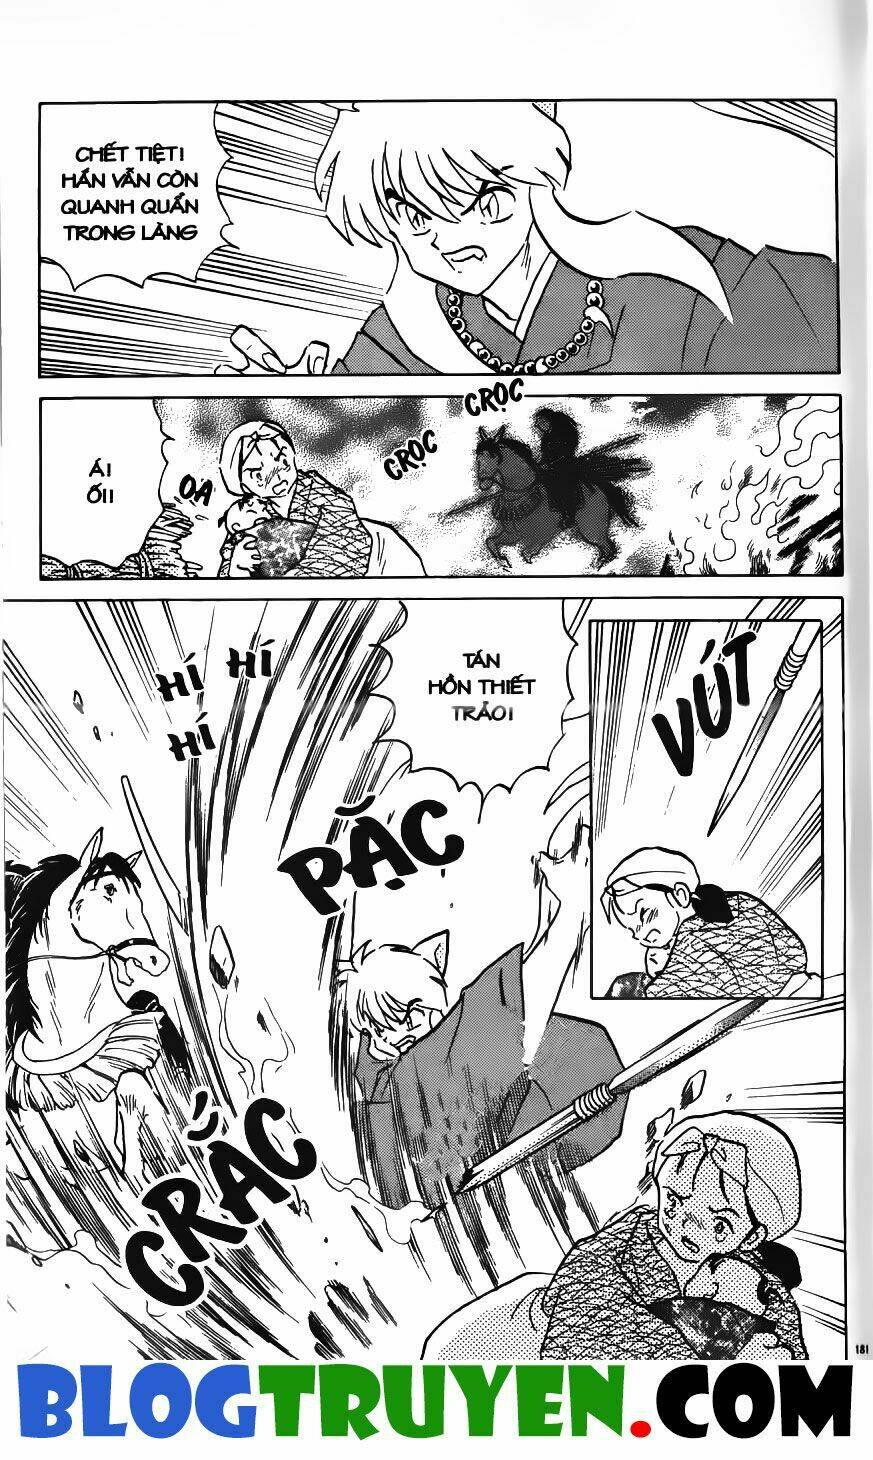 CHẾT TIỆT!
HẮN VẪN CÒN
QUANH QUẨN
TRONG LÀNG
CRỌC
CRỌC
CRỌC
ÁI
ỐI!!
OA
HÍ HÍ
HÍ
TÁN
HỒN THIẾT
TRẢO!
VÚT
PẶC
CRẮC
181
BLOGTRUYEN.COM